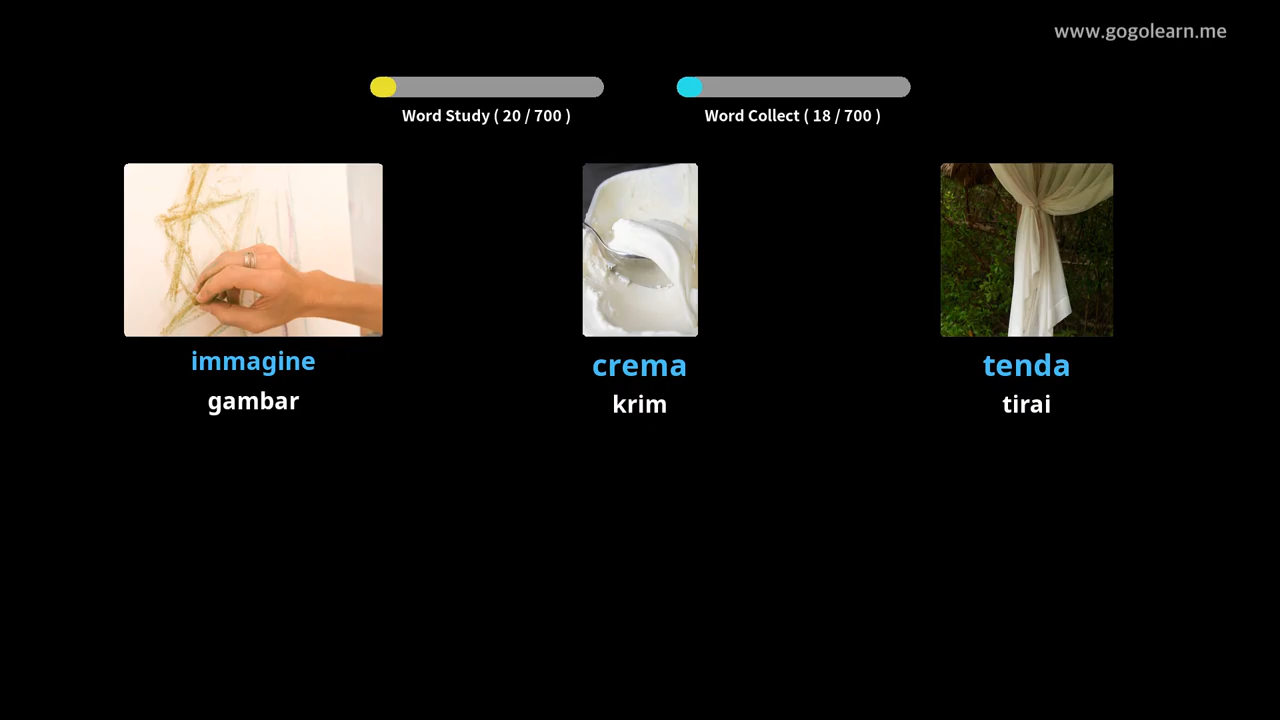 www.gogolearn.me
Word Study ( 20 / 700 )
Word Collect ( 18 / 700 )
immagine
gambar
crema
krim
tenda
tirai